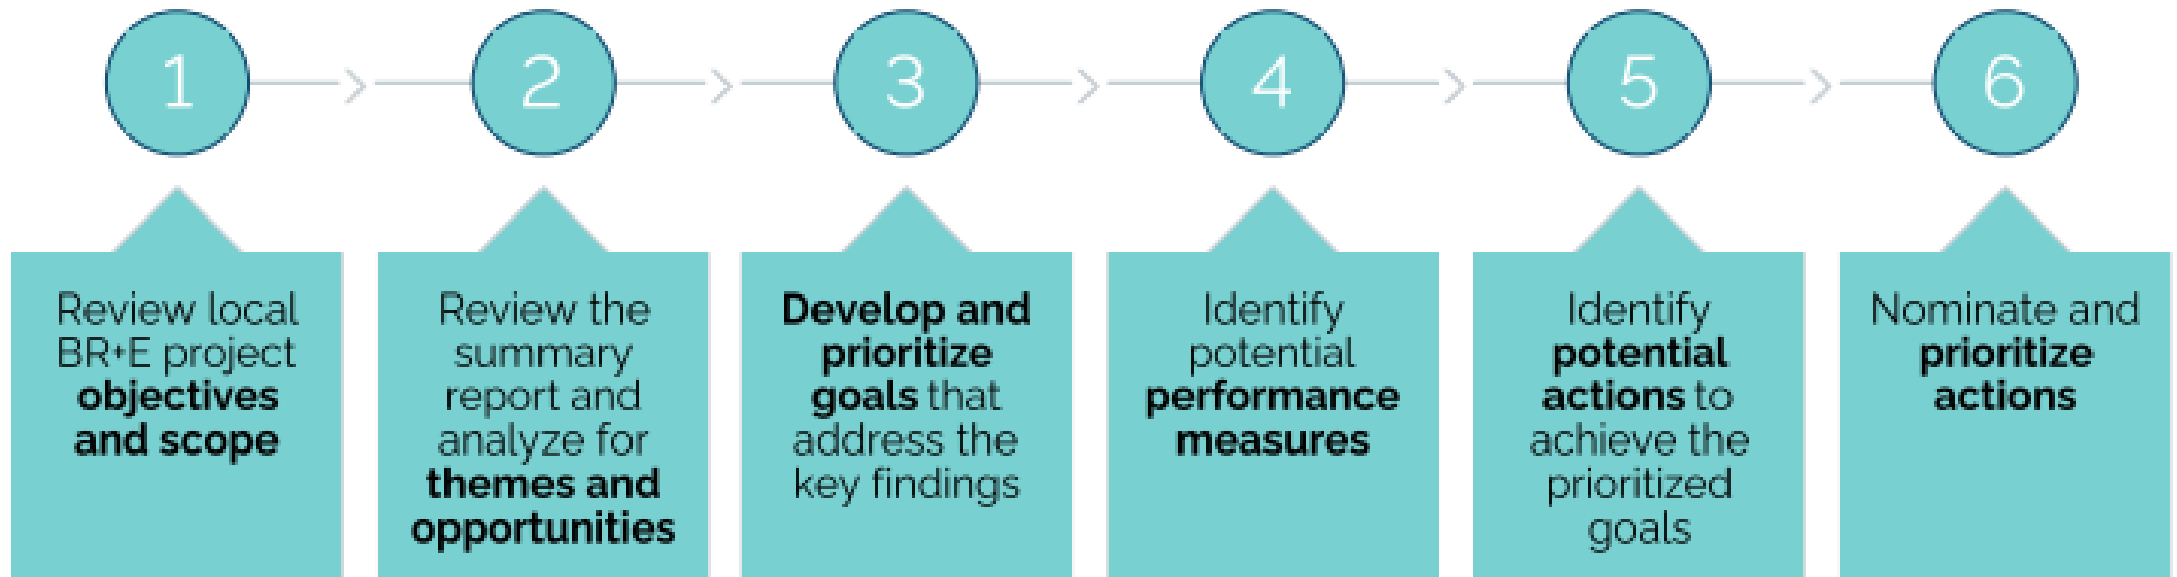 1
2
3
4
5
6
Review local
BR+E project
objectives
and scope
Review the
summary
report and
analyze for
themes and
opportunities
Develop and
prioritize
goals that
address the
key findings
Identify
potential
performance
measures
Identify
potential
actions to
achieve the
prioritized
goals
Nominate and
prioritize
actions